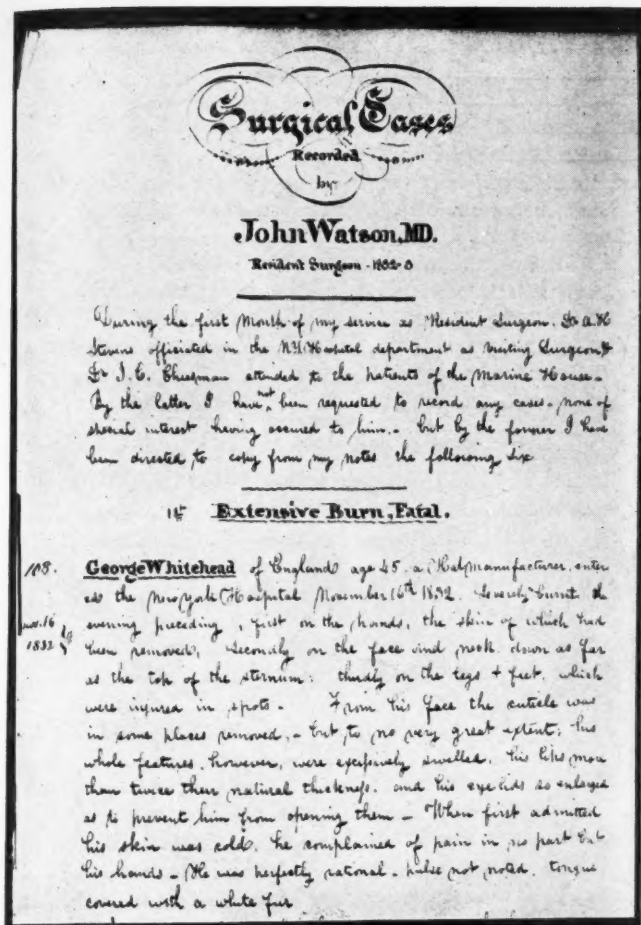 Surgical Cases
Recorded
by
John Watson, MD.
Resident Surgeon - 1832-3
During the first Month of my service as Resident Surgeon. Dr A H
Stevens officiated in the N.Y. Hospital department as visiting Surgeon &
Dr J. C. Cheesman attended to the patients of the Marine House -
By the latter I have not been requested to record any cases - none of
special interest having occured to him. - but by the former I have
been directed to copy from my notes the following six
1st Extensive Burn, Fatal.
108. George Whitehead of England age 45. a Hat manufacturer. enter
ed the New York Hospital November 16th 1832. Severely burnt the
nov. 16 evening preceding, first on the hands, the skin of which had
1832 been removed, Secondly on the face and neck down as far
as the top of the sternum: thirdly on the legs + feet, which
were injured in spots - From his face the cuticle was
in some places removed, - but to no very great extent; his
whole features, however, were excessively swelled, his lips more
than twice their natural thickness. and his eyelids so enlarged
as to prevent him from opening them - When first admitted
his skin was cold. he complained of pain in no part but
his hands - He was perfectly rational. pulse not noted. tongue
covered with a white fur